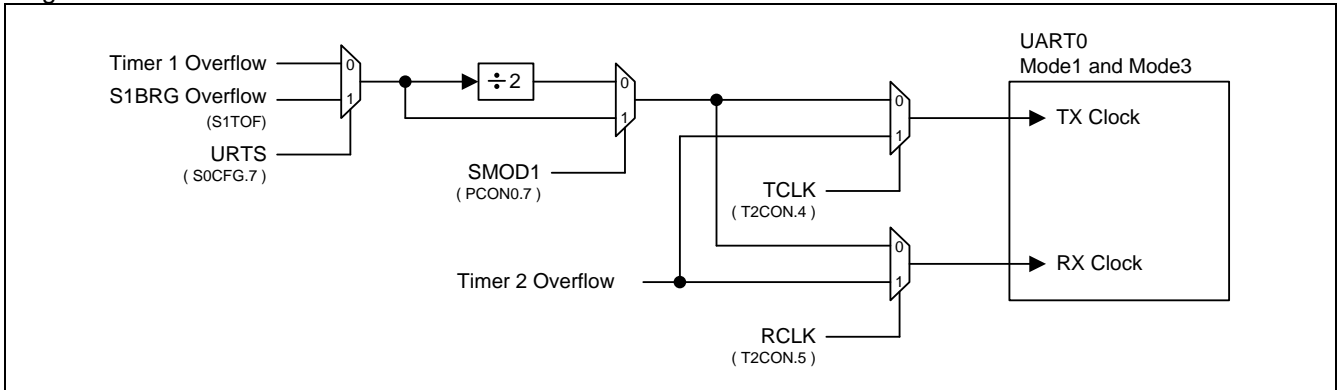 UART0
Mode1 and Mode3
Timer 1 Overflow
0
S1BRG Overflow
1
(S1TOF)
URTS
( S0CFG.7 )
÷ 2
0
1
SMOD1
( PCON0.7 )
0
1
TX Clock
TCLK
( T2CON.4 )
0
1
RX Clock
Timer 2 Overflow
RCLK
( T2CON.5 )